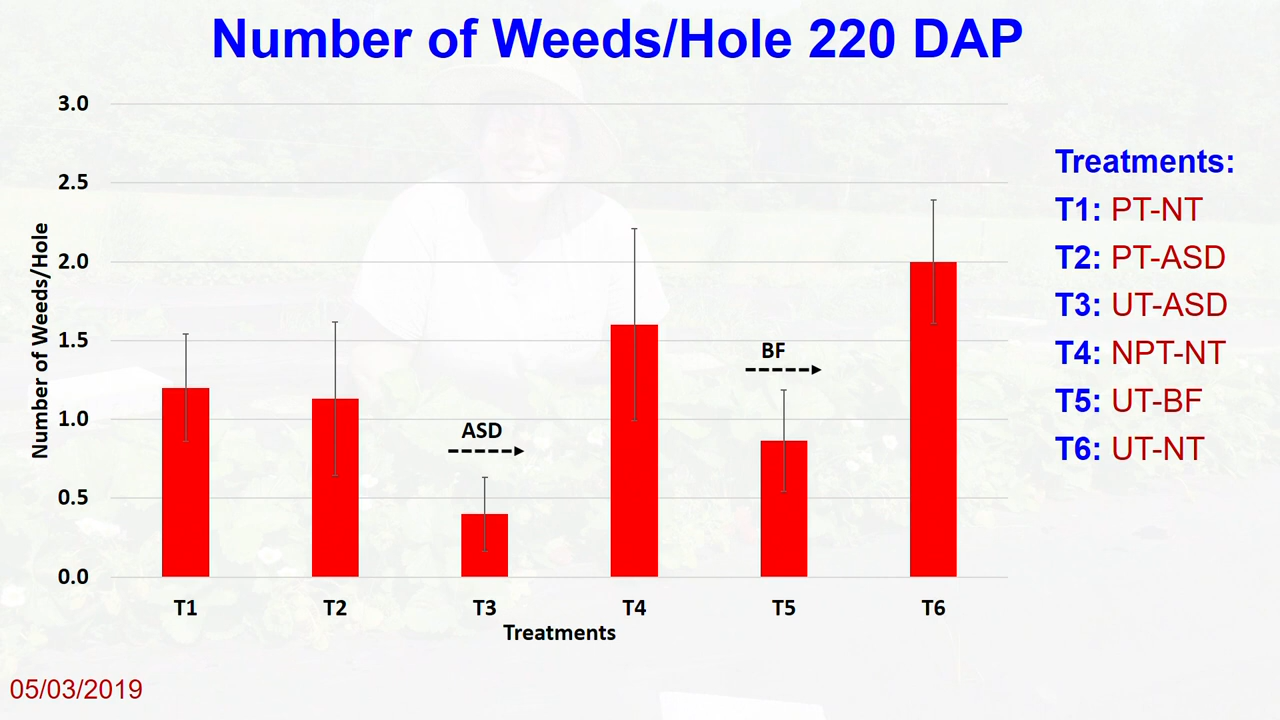 Number of Weeds/Hole 220 DAP
3.0
2.5
2.0
1.5
1.0
0.5
0.0
Number of Weeds/Hole
ASD
BF
T1 T2 T3 T4 T5 T6
Treatments
Treatments:
T1: PT-NT
T2: PT-ASD
T3: UT-ASD
T4: NPT-NT
T5: UT-BF
T6: UT-NT
05/03/2019